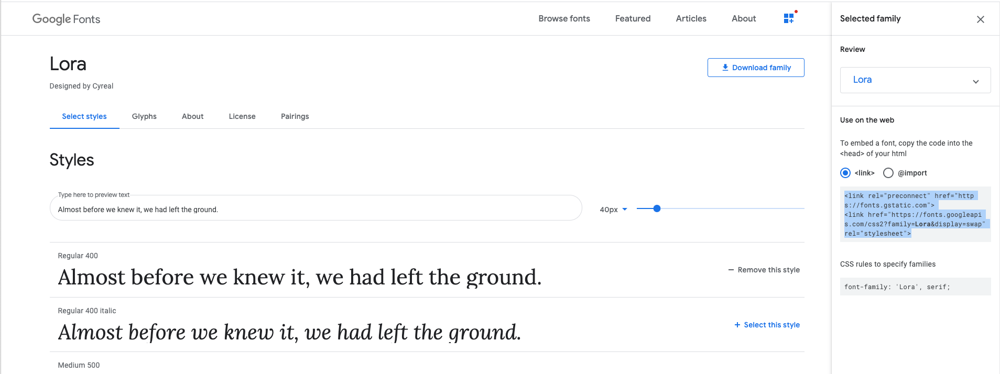 Google Fonts
Browse fonts
Featured
Articles
About
Lora
Designed by Cyreal
Download family
Select styles
Glyphs
About
License
Pairings
Styles
Type here to preview text
Almost before we knew it, we had left the ground.
40px
Regular 400
Almost before we knew it, we had left the ground.
Remove this style
Regular 400 italic
Almost before we knew it, we had left the ground.
Select this style
Medium 500
Selected family
Review
Lora
Use on the web
To embed a font, copy the code into the
<head> of your html
<link>
@import
<link rel="preconnect" href="http
s://fonts.gstatic.com">
<link href="https://fonts.googleapi
s.com/css2?family=Lora&display=swap"
rel="stylesheet">
CSS rules to specify families
font-family: 'Lora', serif;